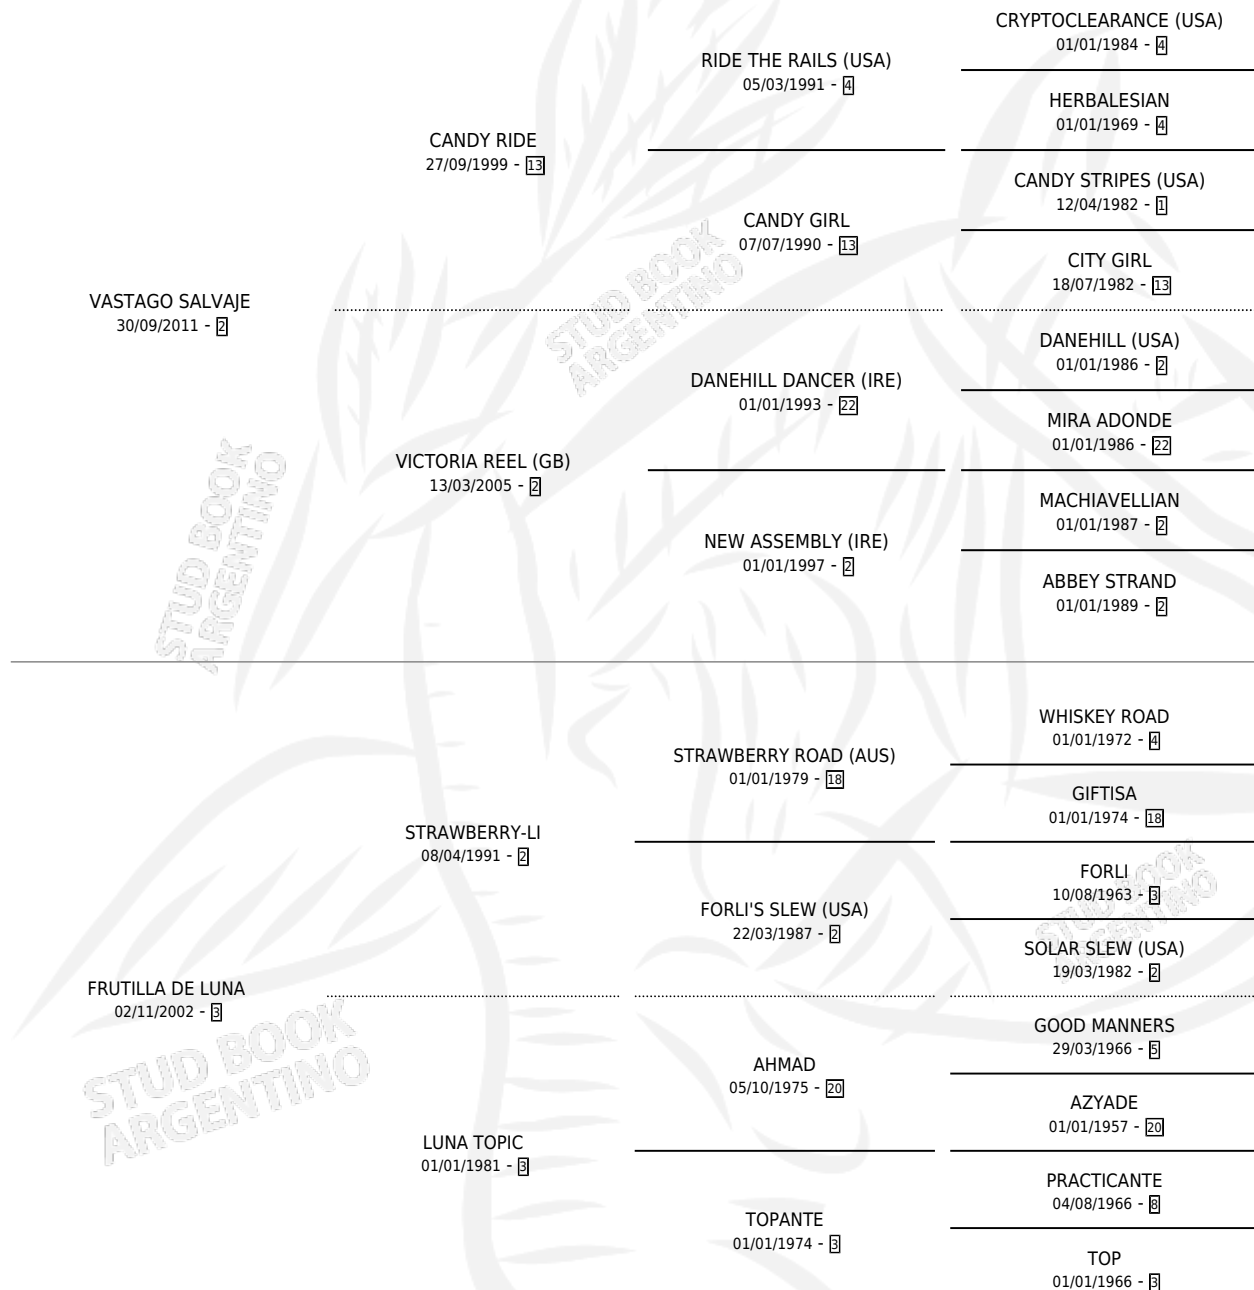 CRYPTOCLEARANCE (USA)
01/01/1984 - 4
RIDE THE RAILS (USA)
05/03/1991 - 4
HERBALESIAN
01/01/1969 - 4
CANDY RIDE
27/09/1999 - 13
CANDY STRIPES (USA)
12/04/1982 - 1
CANDY GIRL
07/07/1990 - 13
CITY GIRL
18/07/1982 - 13
VASTAGO SALVAJE
30/09/2011 - 2
STUD BOOK
ARGENTINO
DANEHILL (USA)
01/01/1986 - 2
DANEHILL DANCER (IRE)
01/01/1993 - 22
MIRA ADONDE
01/01/1986 - 22
VICTORIA REEL (GB)
13/03/2005 - 2
MACHIAVELLIAN
01/01/1987 - 2
NEW ASSEMBLY (IRE)
01/01/1997 - 2
ABBEY STRAND
01/01/1989 - 2
STUD BOOK
ARGENTINO
WHISKEY ROAD
01/01/1972 - 4
STRAWBERRY ROAD (AUS)
01/01/1979 - 18
GIFTISA
01/01/1974 - 18
STRAWBERRY-LI
08/04/1991 - 2
FORLI
10/08/1963 - 3
FORLI'S SLEW (USA)
22/03/1987 - 2
STUD BOOK
ARGENTINO
SOLAR SLEW (USA)
19/03/1982 - 2
FRUTILLA DE LUNA
02/11/2002 - 3
STUD BOOK
ARGENTINO
GOOD MANNERS
29/03/1966 - 5
AHMAD
05/10/1975 - 20
AZYADE
01/01/1957 - 20
LUNA TOPIC
01/01/1981 - 3
PRACTICANTE
04/08/1966 - 8
TOPANTE
01/01/1974 - 3
TOP
01/01/1966 - 3